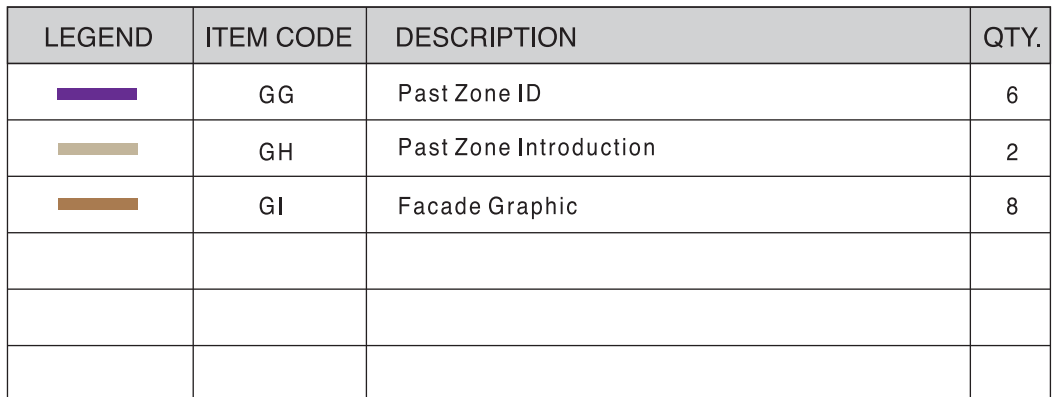 LEGEND ITEM CODE DESCRIPTION QTY.
GG Past Zone ID 6
GH Past Zone Introduction 2
GI Facade Graphic 8